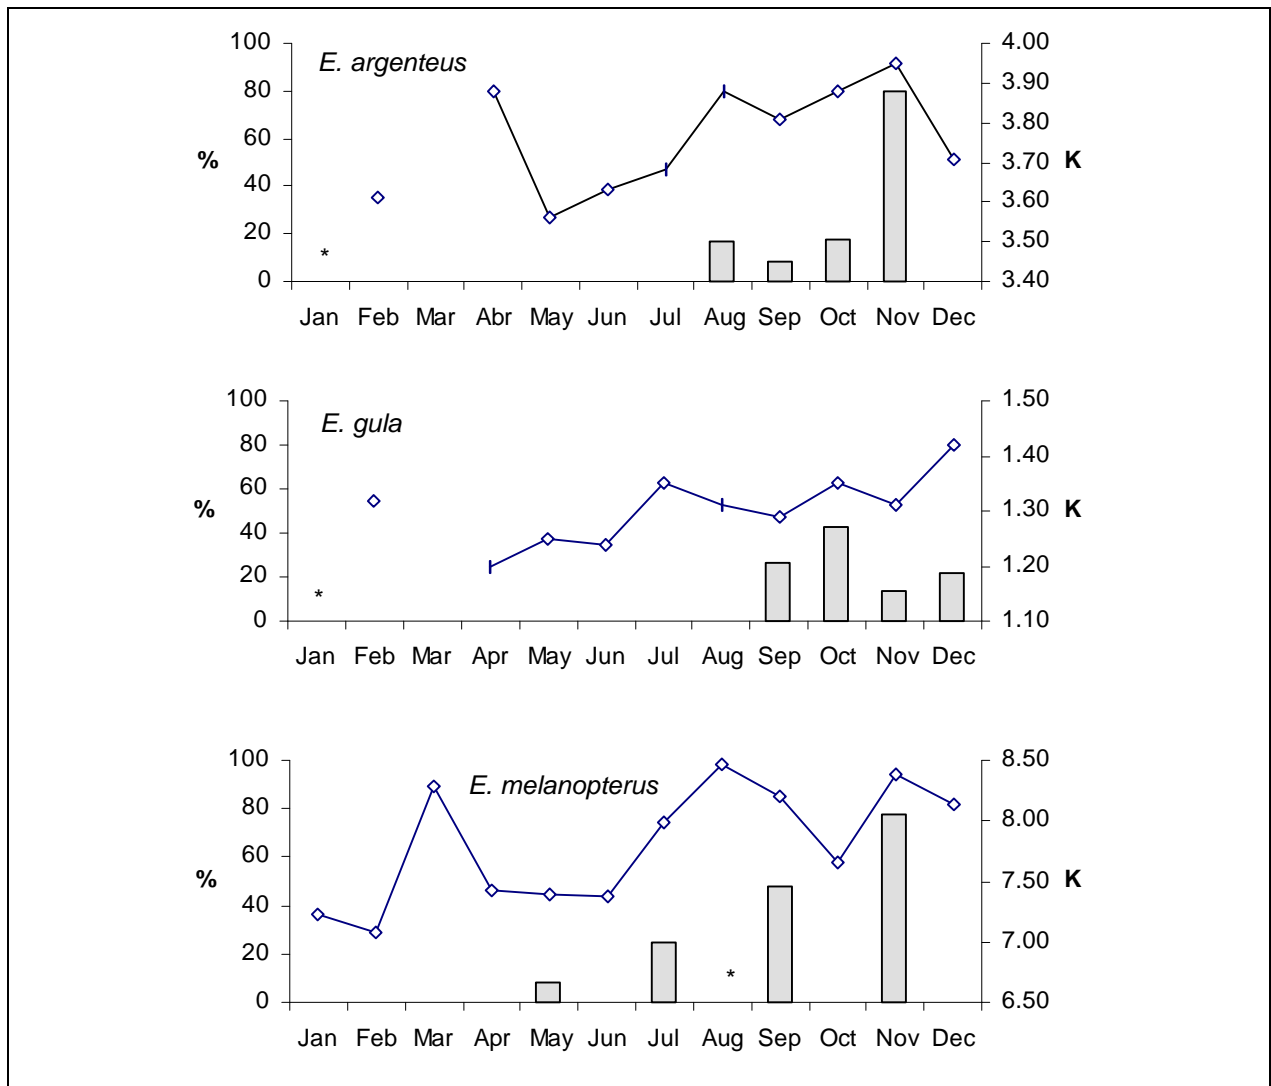 E. argenteus
100 4.00
3.90
80 3.80
60
% 3.70 K
40 3.60
20 3.50
*
0 3.40
Jan Feb Mar Abr May Jun Jul Aug Sep Oct Nov Dec
100 1.50
E. gula
80 1.40
60
% 1.30 K
40
20 1.20
*
0 1.10
Jan Feb Mar Apr May Jun Jul Aug Sep Oct Nov Dec
100 8.50
E. melanopterus
80 8.00
60
% 7.50 K
40
20 7.00
*
0 6.50
Jan Feb Mar Apr May Jun Jul Aug Sep Oct Nov Dec